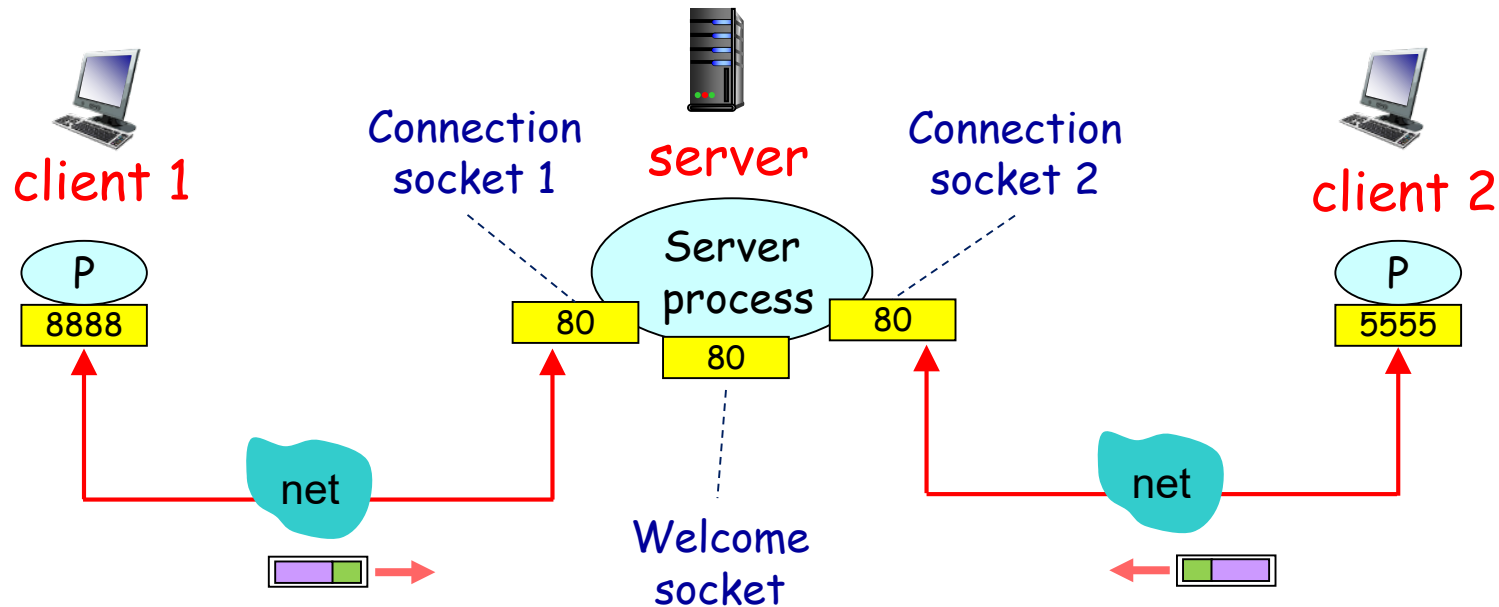 client 1
P
8888
net
Connection
socket 1
80
server
Server
process
80
Welcome
socket
Connection
socket 2
80
net
client 2
P
5555